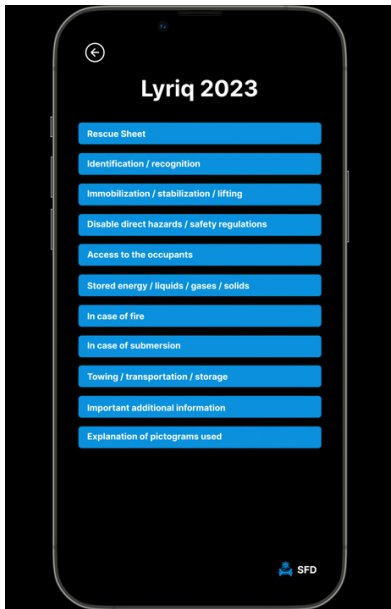 Lyriq 2023
Rescue Sheet
Identification / recognition
Immobilization / stabilization / lifting
Disable direct hazards / safety regulations
Access to the occupants
Stored energy / liquids / gases / solids
In case of fire
In case of submersion
Towing / transportation / storage
Important additional information
Explanation of pictograms used
SFD